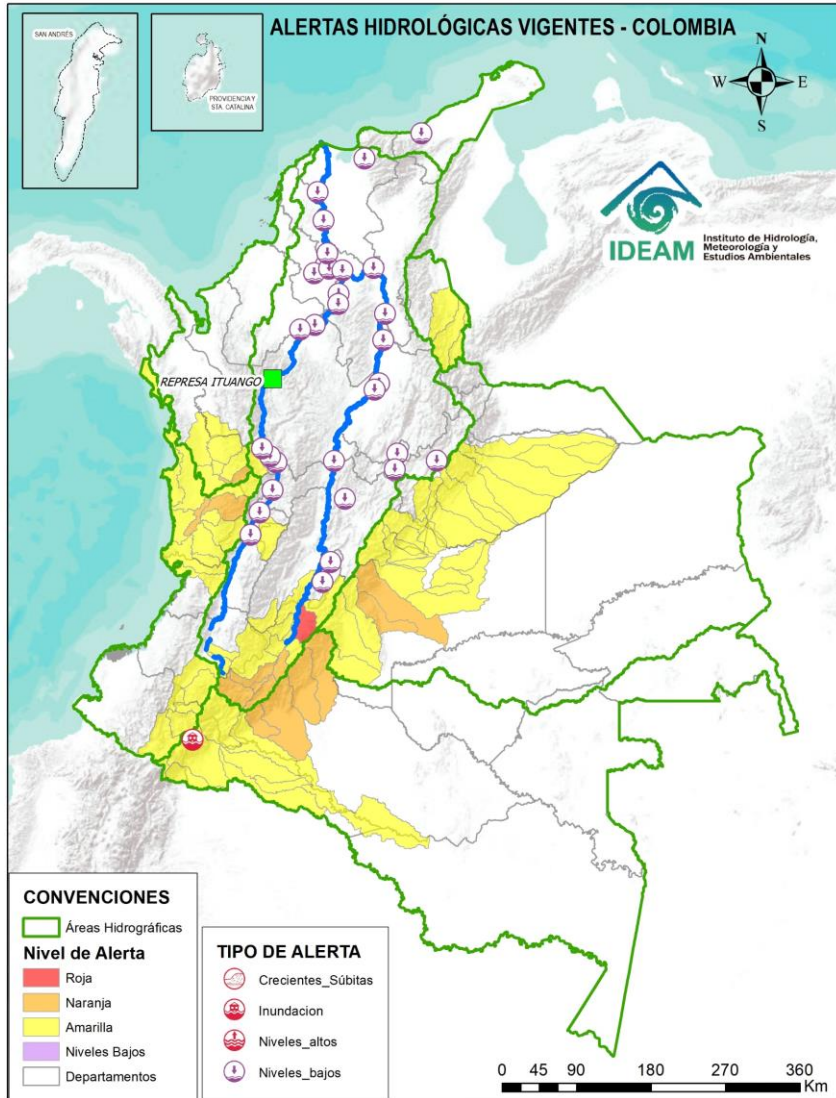 ALERTAS HIDROLÓGICAS VIGENTES - COLOMBIA
SAN ANDRÉS
PROVIDENCIA Y
STA. CATALINA
N
W
E
S
IDEAM
Instituto de Hidrología,
Meteorología y
Estudios Ambientales
REPRESA ITUANGO
CONVENCIONES
Áreas Hidrográficas
Nivel de Alerta
Roja
Naranja
Amarilla
Niveles Bajos
Departamentos
TIPO DE ALERTA
Crecientes_Súbitas
Inundacion
Niveles_altos
Niveles_bajos
0 45 90 180 270 360
Km